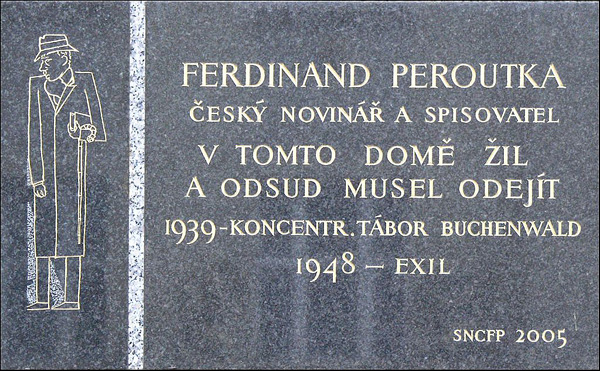 FERDINAND PEROUTKA
ČESKÝ NOVINÁŘ A SPISOVATEL
V TOMTO DOMĚ ŽIL
A ODSUD MUSEL ODEJÍT
1939-KONCENTR. TÁBOR BUCHENWALD
1948 — EXIL
SNCFP 2005